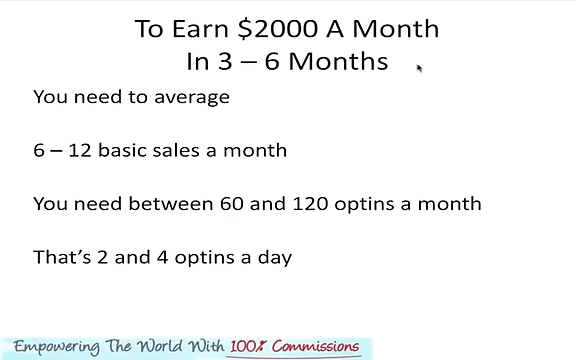 To Earn $2000 A Month
In 3 – 6 Months
You need to average
6 – 12 basic sales a month
You need between 60 and 120 optins a month
That's 2 and 4 optins a day
Empowering The World With 100% Commissions